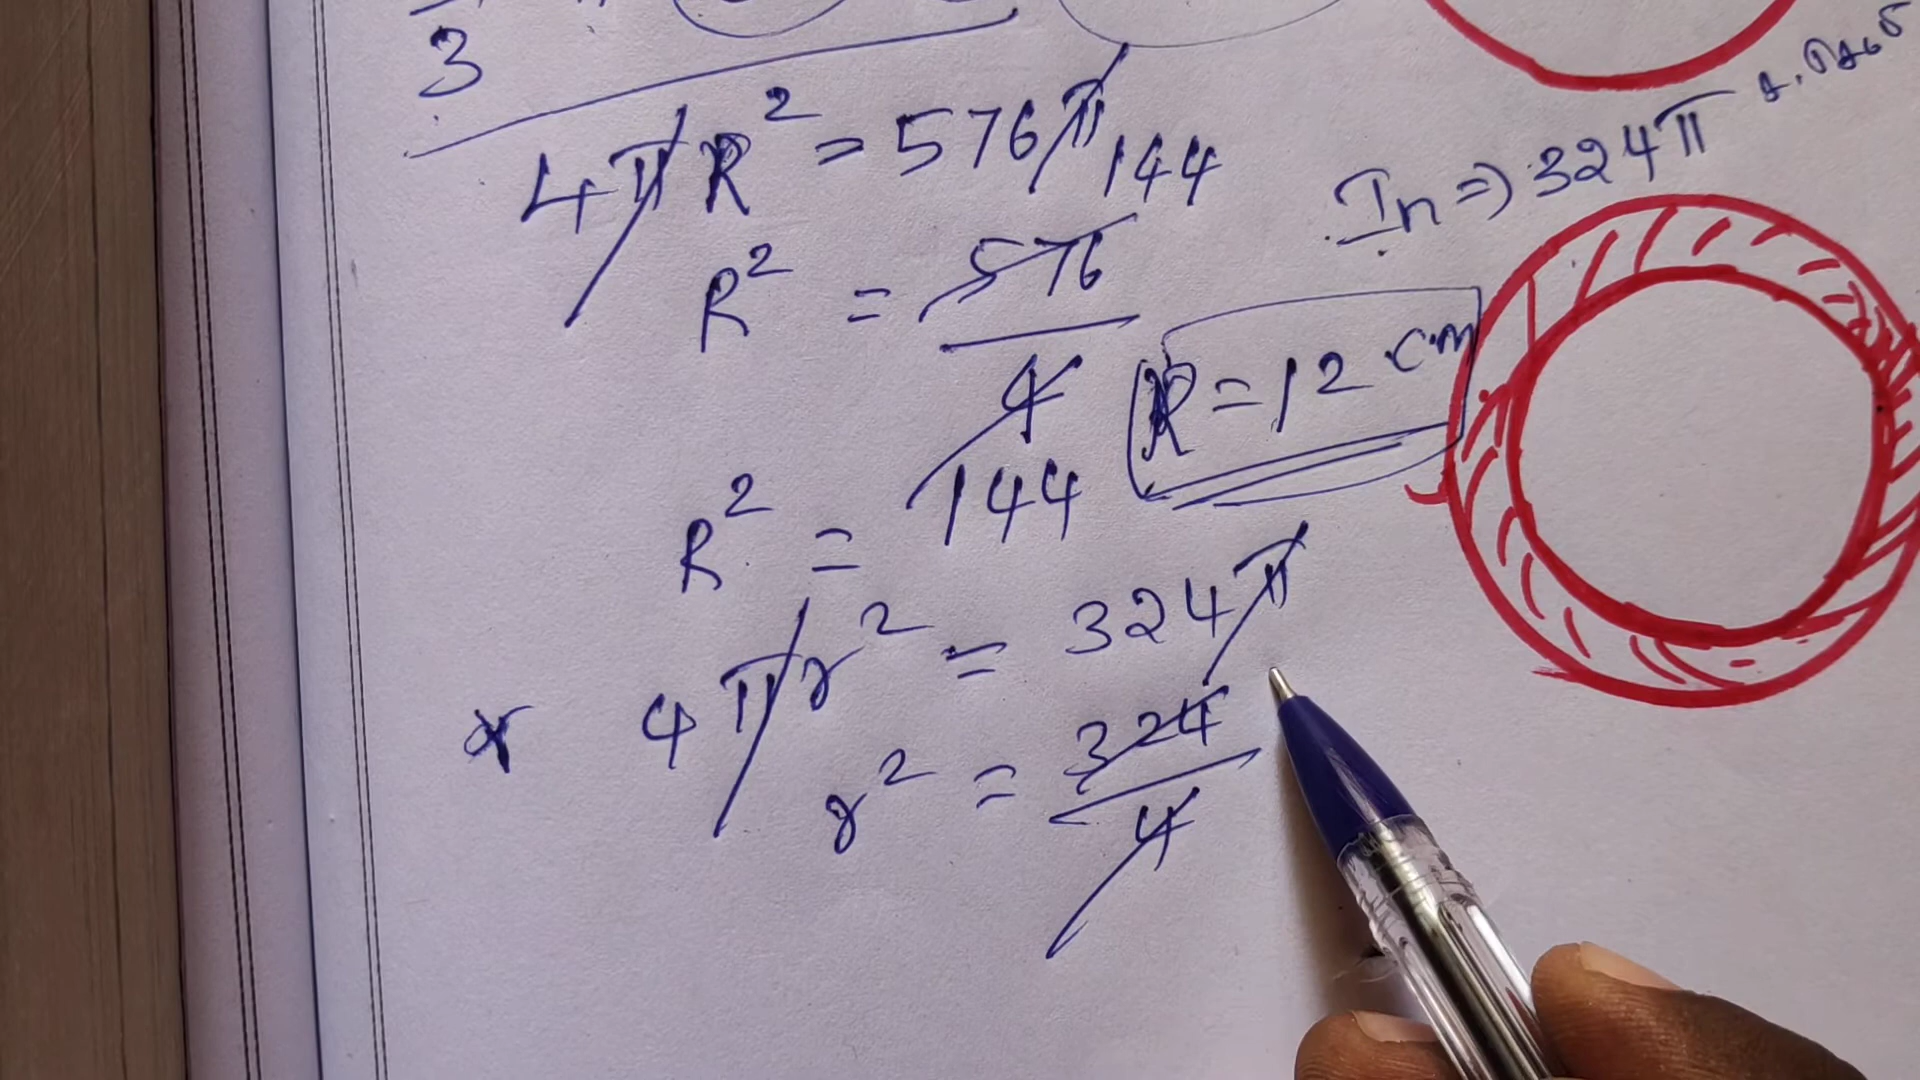 3
4πR² = 576π
144
In ⇒ 324π
R² = 576/4
R = 12 cm
R² = 144
4πr² = 324π
r² = 324/4